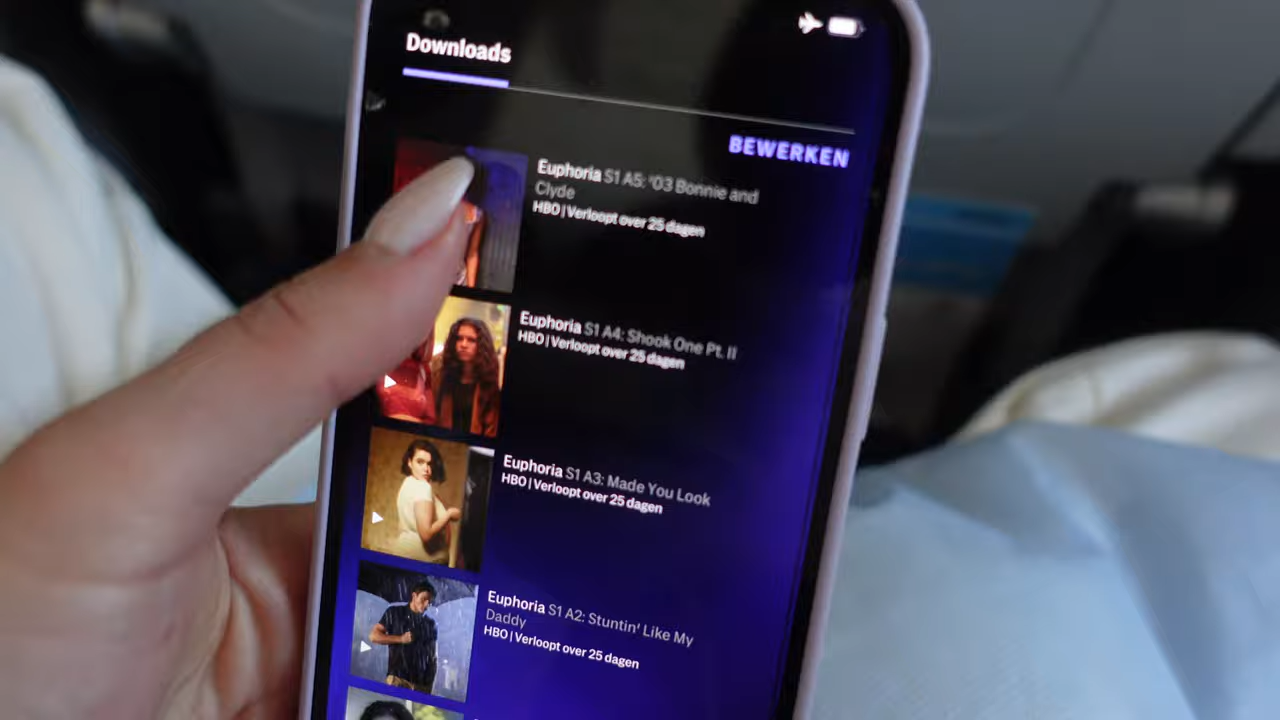 Downloads
BEWERKEN
Euphoria S1 A5: '03 Bonnie and
Clyde
HBO | Verloopt over 25 dagen
Euphoria S1 A4: Shook One Pt. II
HBO | Verloopt over 25 dagen
Euphoria S1 A3: Made You Look
HBO | Verloopt over 25 dagen
Euphoria S1 A2: Stuntin' Like My
Daddy
HBO | Verloopt over 25 dagen